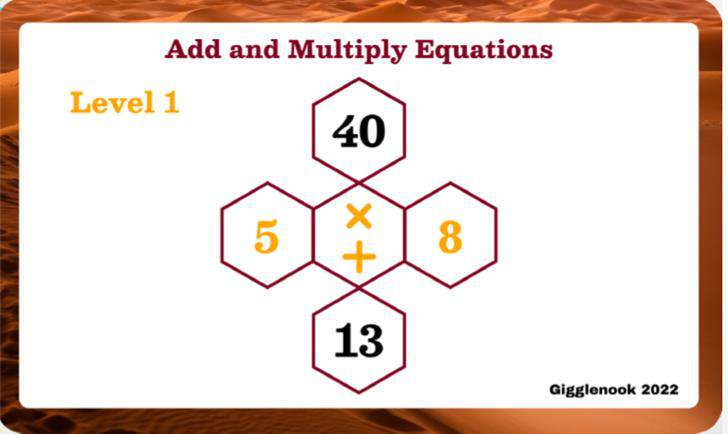 Add and Multiply Equations
Level 1
40
5 × 8
+
13
Gigglenook 2022